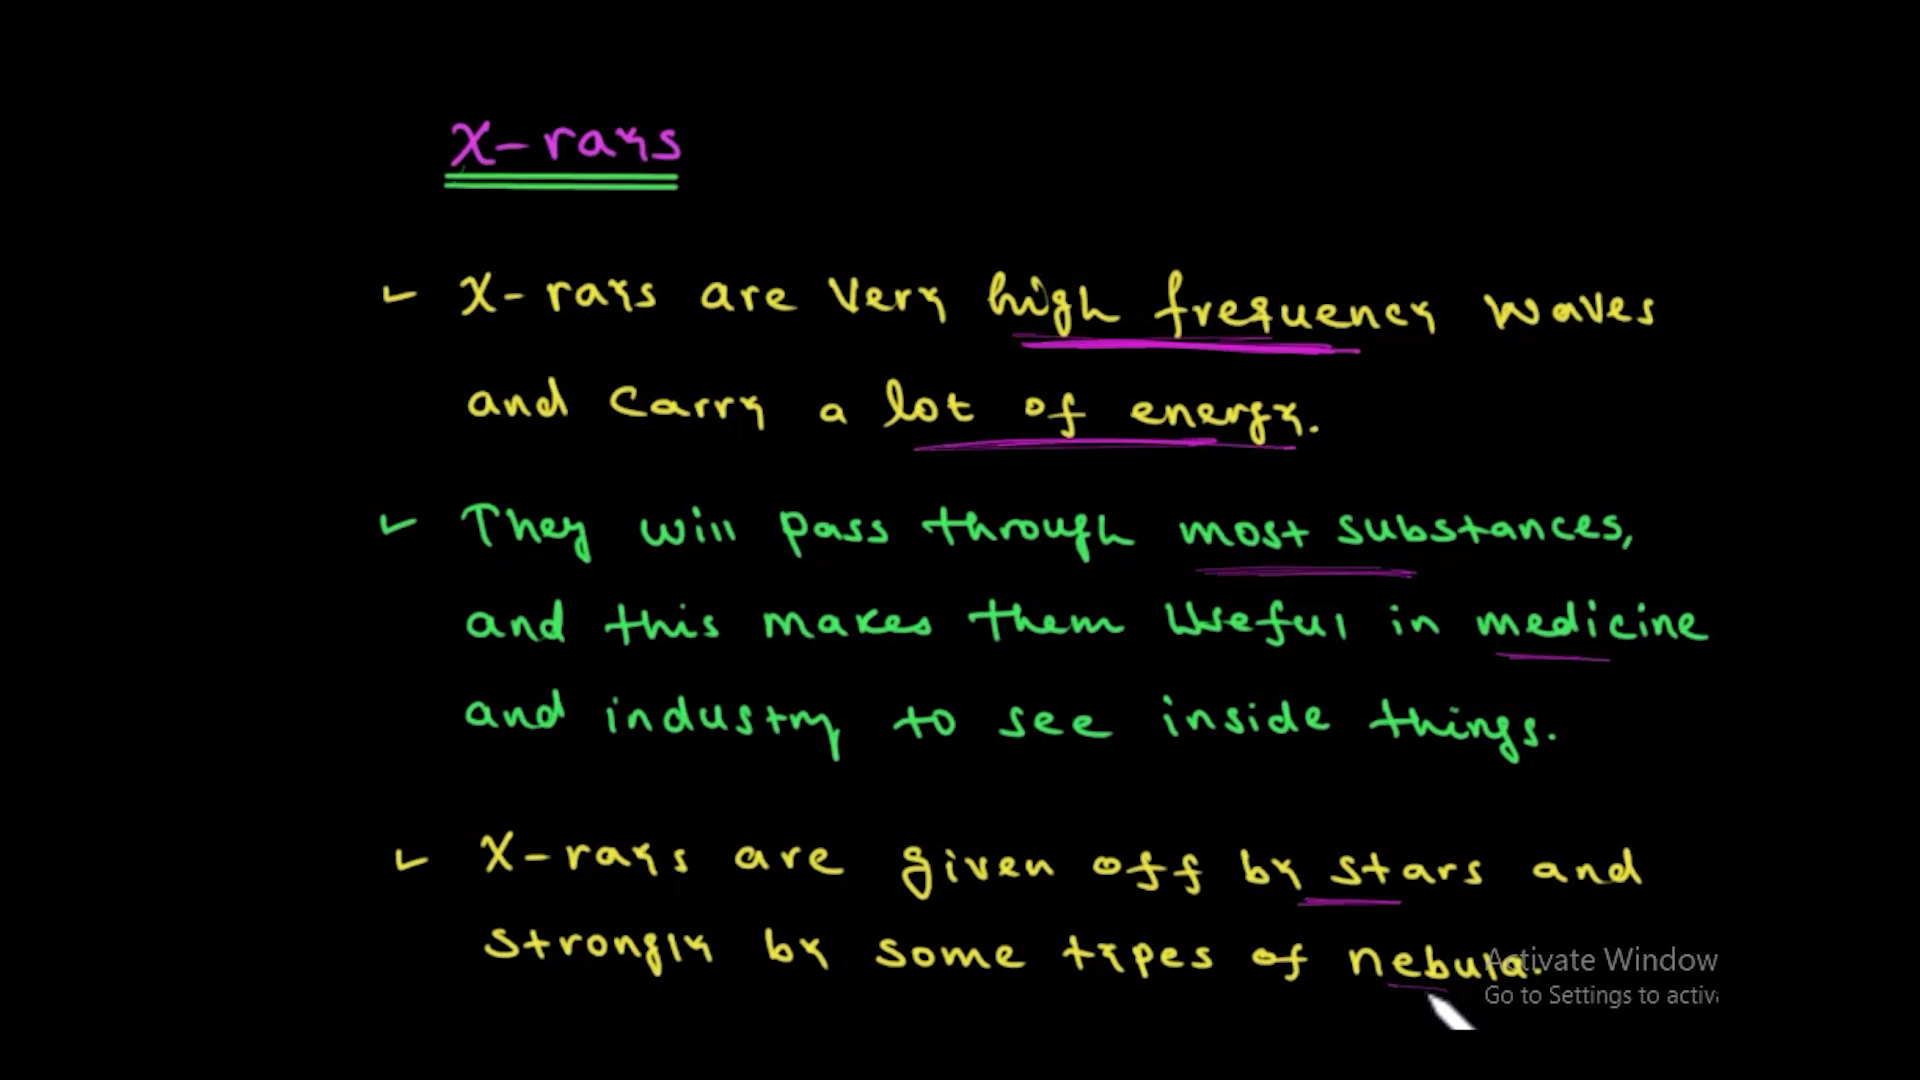 X-rays
X-rays are very high frequency waves
and carry a lot of energy.
They will pass through most substances,
and this makes them useful in medicine
and industry to see inside things.
X-rays are given off by stars and
strongly by some types of nebula.
Activate Window
Go to Settings to activ